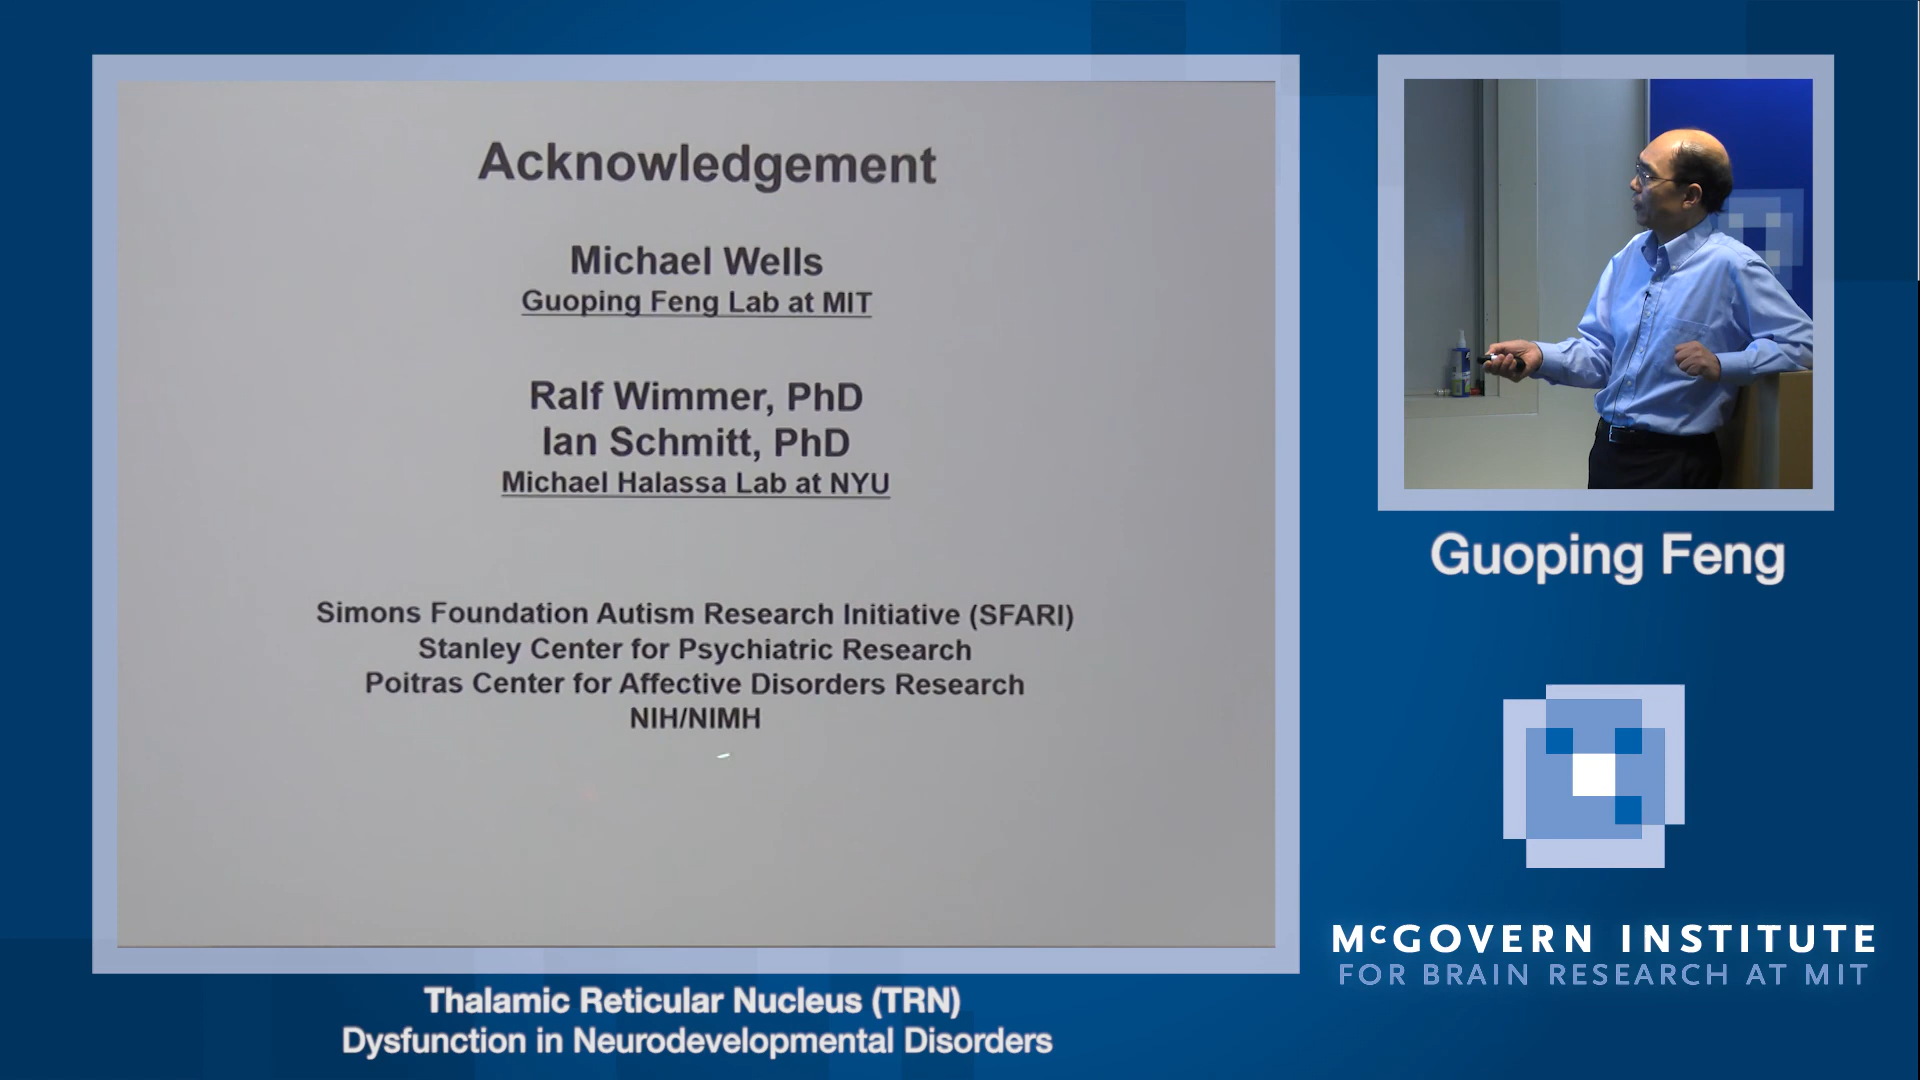 Acknowledgement
Michael Wells
Guoping Feng Lab at MIT
Ralf Wimmer, PhD
Ian Schmitt, PhD
Michael Halassa Lab at NYU
Simons Foundation Autism Research Initiative (SFARI)
Stanley Center for Psychiatric Research
Poitras Center for Affective Disorders Research
NIH/NIMH
Thalamic Reticular Nucleus (TRN)
Dysfunction in Neurodevelopmental Disorders
Guoping Feng
McGOVERN INSTITUTE
FOR BRAIN RESEARCH AT MIT